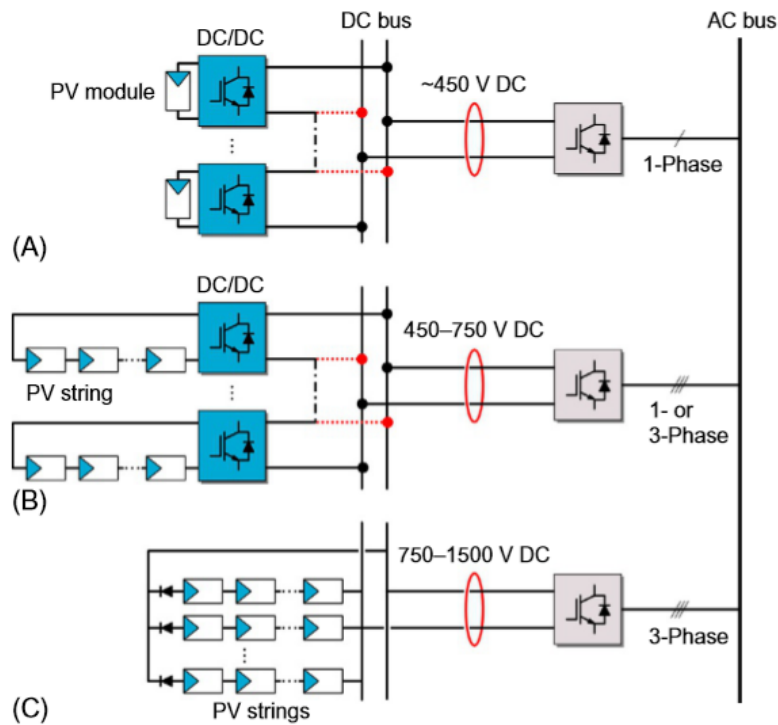 DC bus
AC bus
DC/DC
PV module
~450 V DC
1-Phase
(A)
DC/DC
450–750 V DC
PV string
1- or
3-Phase
(B)
750–1500 V DC
3-Phase
PV strings
(C)